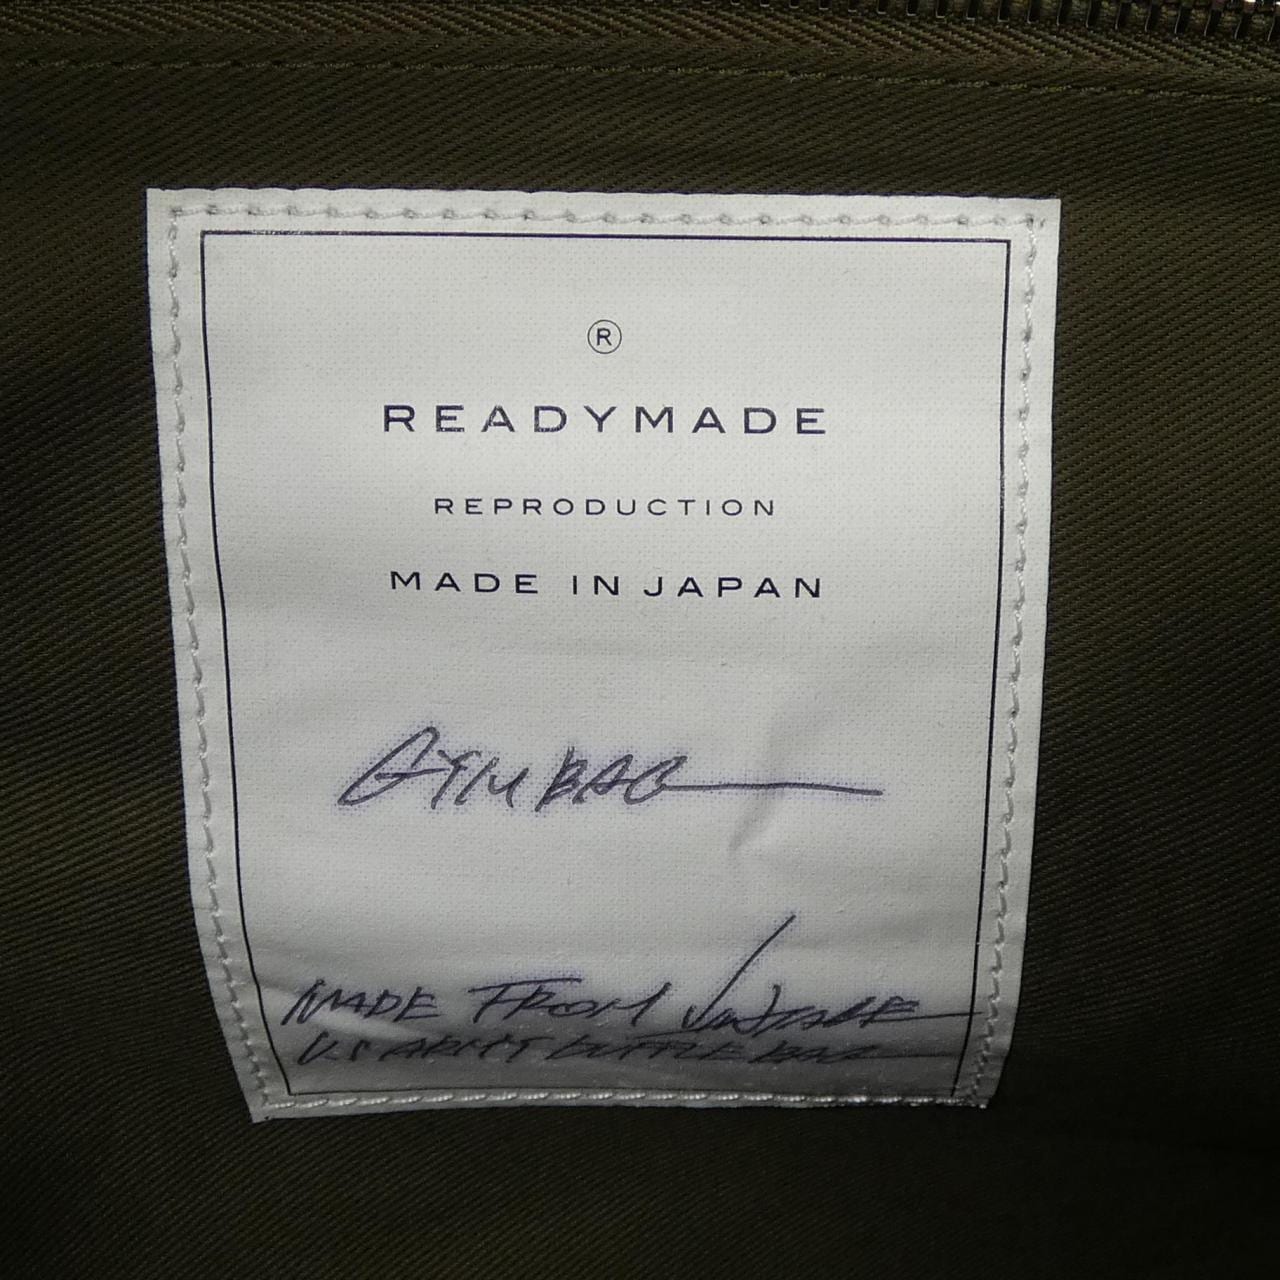 ®
READYMADE
REPRODUCTION
MADE IN JAPAN
GYM BAG
MADE FROM VINTAGE
U.S ARMY DUFFLE BAG